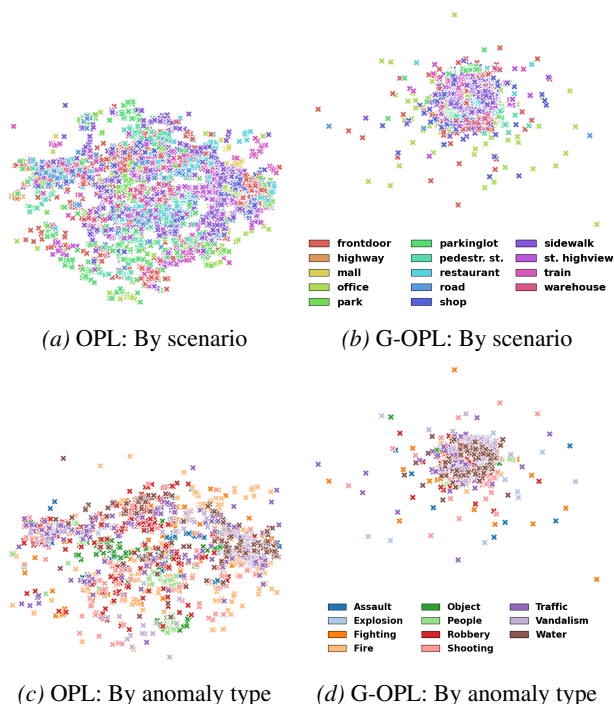 frontdoor parkinglot sidewalk
highway pedestr. st. st. highview
mall restaurant train
office road warehouse
park shop
(a) OPL: By scenario
(b) G-OPL: By scenario
Assault Object Traffic
Explosion People Vandalism
Fighting Robbery Water
Fire Shooting
(c) OPL: By anomaly type
(d) G-OPL: By anomaly type